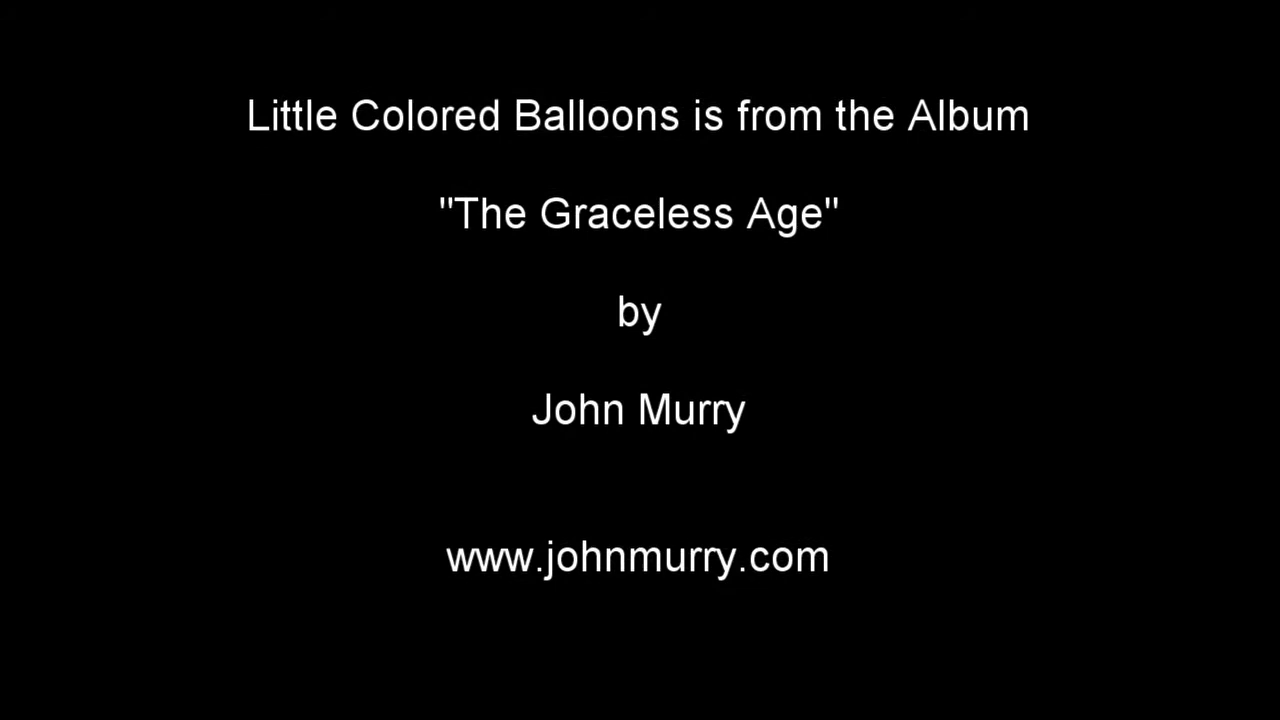 Little Colored Balloons is from the Album
"The Graceless Age"
by
John Murry
www.johnmurry.com